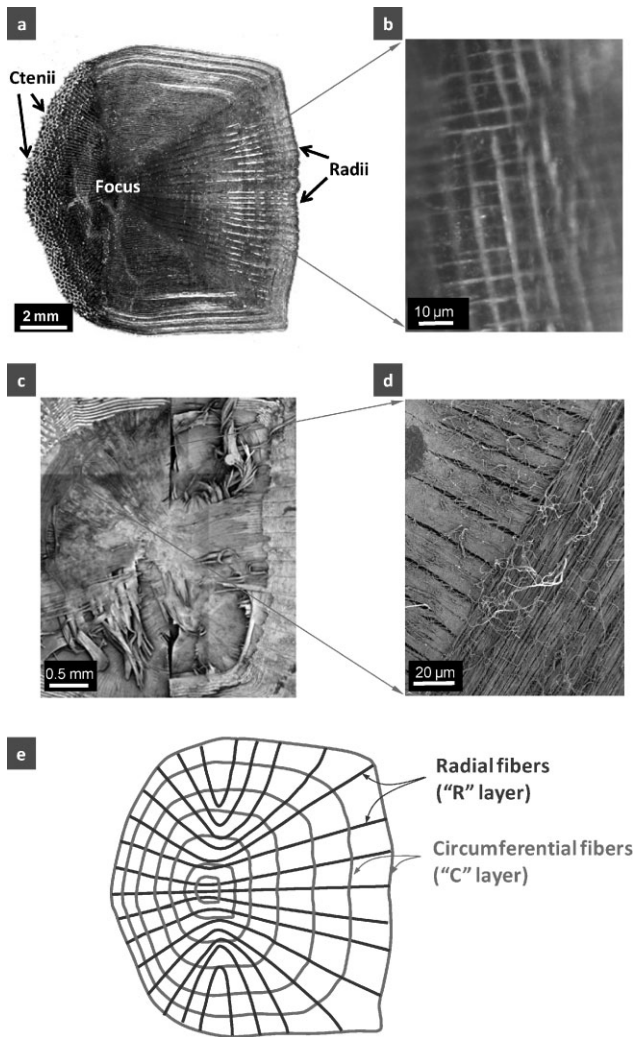 a
b
Ctenii
Focus
Radii
2 mm
10 µm
c
d
0.5 mm
20 µm
e
Radial fibers
("R" layer)
Circumferential fibers
("C" layer)